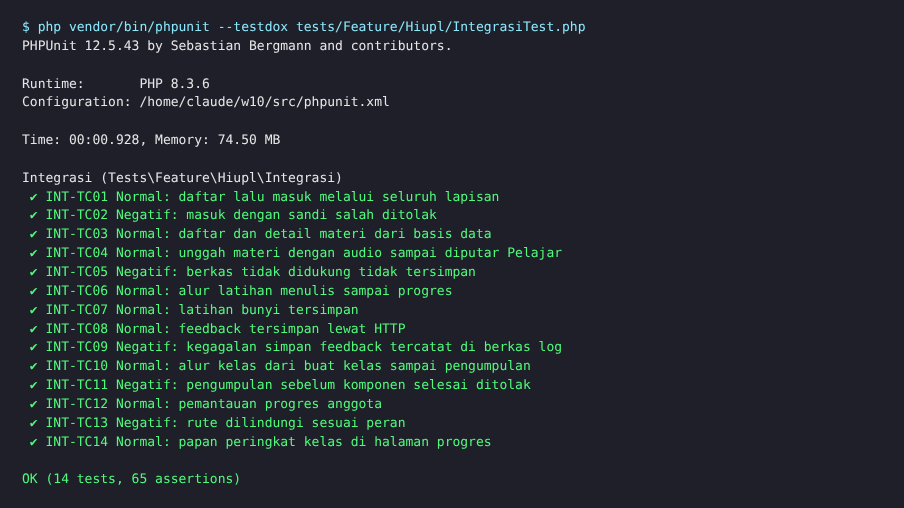 $ php vendor/bin/phpunit --testdox tests/Feature/Hiupl/IntegrasiTest.php
PHPUnit 12.5.43 by Sebastian Bergmann and contributors.
Runtime:       PHP 8.3.6
Configuration: /home/claude/w10/src/phpunit.xml
Time: 00:00.928, Memory: 74.50 MB
Integrasi (Tests\Feature\Hiupl\Integrasi)
✔ INT-TC01 Normal: daftar lalu masuk melalui seluruh lapisan
✔ INT-TC02 Negatif: masuk dengan sandi salah ditolak
✔ INT-TC03 Normal: daftar dan detail materi dari basis data
✔ INT-TC04 Normal: unggah materi dengan audio sampai diputar Pelajar
✔ INT-TC05 Negatif: berkas tidak didukung tidak tersimpan
✔ INT-TC06 Normal: alur latihan menulis sampai progres
✔ INT-TC07 Normal: latihan bunyi tersimpan
✔ INT-TC08 Normal: feedback tersimpan lewat HTTP
✔ INT-TC09 Negatif: kegagalan simpan feedback tercatat di berkas log
✔ INT-TC10 Normal: alur kelas dari buat kelas sampai pengumpulan
✔ INT-TC11 Negatif: pengumpulan sebelum komponen selesai ditolak
✔ INT-TC12 Normal: pemantauan progres anggota
✔ INT-TC13 Negatif: rute dilindungi sesuai peran
✔ INT-TC14 Normal: papan peringkat kelas di halaman progres
OK (14 tests, 65 assertions)